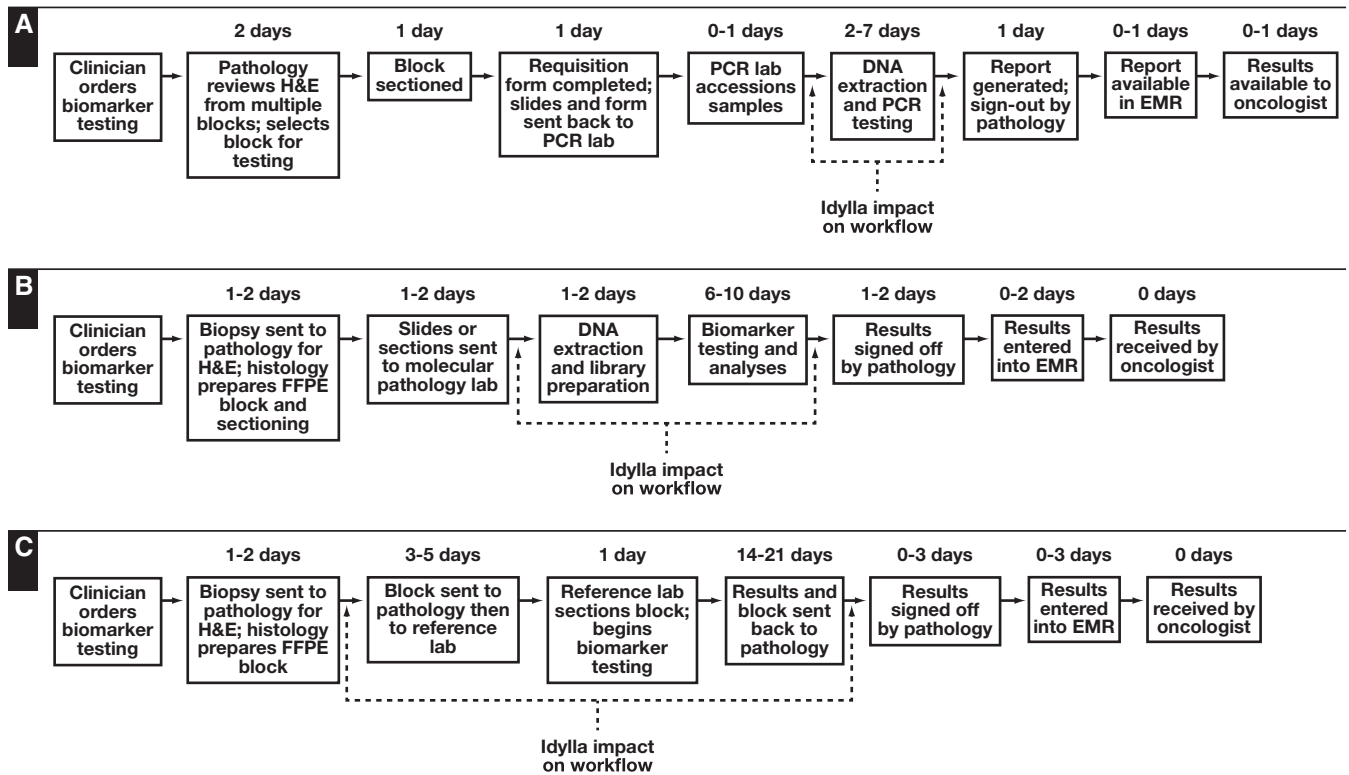 A
2 days
1 day
1 day
0-1 days
2-7 days
1 day
0-1 days
0-1 days
Clinician
orders
biomarker
testing
Pathology
reviews H&E
from multiple
blocks; selects
block for
testing
Block
sectioned
Requisition
form completed;
slides and form
sent back to
PCR lab
PCR lab
accessions
samples
DNA
extraction
and PCR
testing
Report
generated;
sign-out by
pathology
Report
available
in EMR
Results
available to
oncologist
Idylla impact
on workflow
B
1-2 days
1-2 days
1-2 days
6-10 days
1-2 days
0-2 days
0 days
Clinician
orders
biomarker
testing
Biopsy sent to
pathology for
H&E; histology
prepares FFPE
block and
sectioning
Slides or
sections sent
to molecular
pathology lab
DNA
extraction
and library
preparation
Biomarker
testing and
analyses
Results
signed off
by pathology
Results
entered
into EMR
Results
received by
oncologist
Idylla impact
on workflow
C
1-2 days
3-5 days
1 day
14-21 days
0-3 days
0-3 days
0 days
Clinician
orders
biomarker
testing
Biopsy sent to
pathology for
H&E; histology
prepares FFPE
block
Block sent to
pathology then
to reference
lab
Reference lab
sections block;
begins
biomarker
testing
Results and
block sent
back to
pathology
Results
signed off
by pathology
Results
entered
into EMR
Results
received by
oncologist
Idylla impact
on workflow